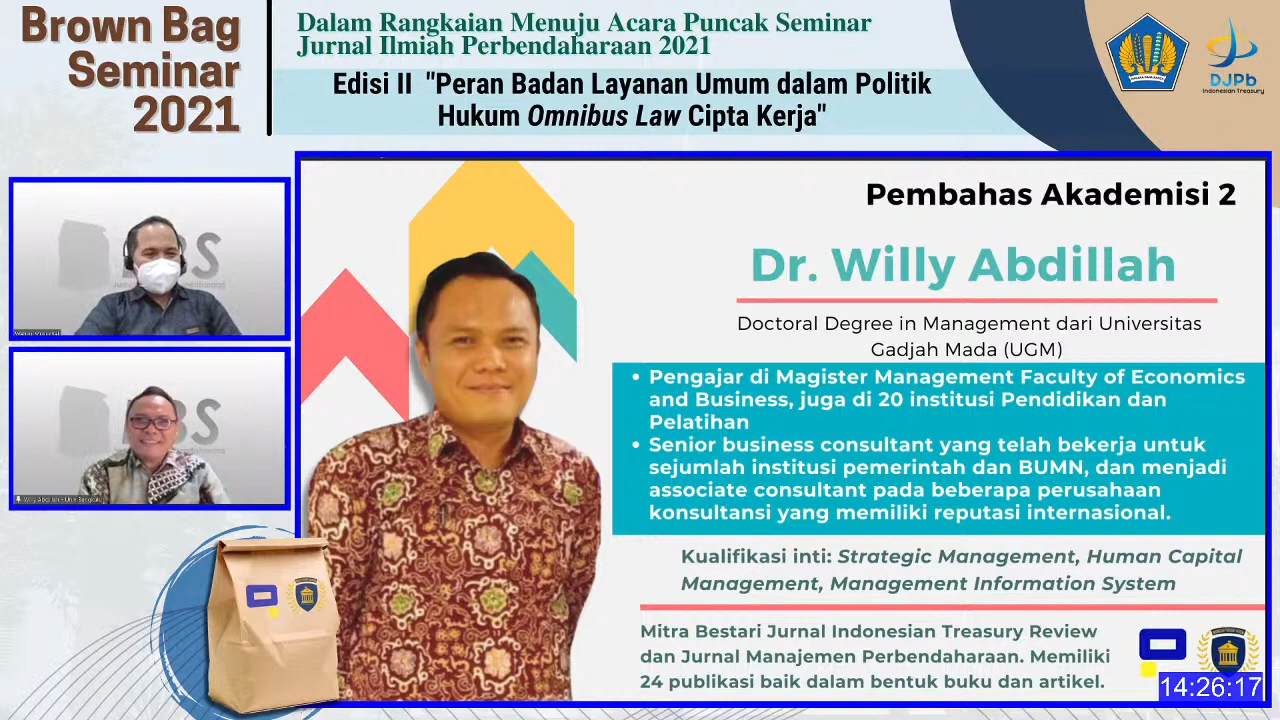 Brown Bag
Seminar
2021
Dalam Rangkaian Menuju Acara Puncak Seminar
Jurnal Ilmiah Perbendaharaan 2021
Edisi II "Peran Badan Layanan Umum dalam Politik
Hukum Omnibus Law Cipta Kerja"
DJPb
Indonesian Treasury
Pembahas Akademisi 2
Dr. Willy Abdillah
Doctoral Degree in Management dari Universitas
Gadjah Mada (UGM)
• Pengajar di Magister Management Faculty of Economics
and Business, juga di 20 institusi Pendidikan dan
Pelatihan
• Senior business consultant yang telah bekerja untuk
sejumlah institusi pemerintah dan BUMN, dan menjadi
associate consultant pada beberapa perusahaan
konsultansi yang memiliki reputasi internasional.
Kualifikasi inti: Strategic Management, Human Capital
Management, Management Information System
Mitra Bestari Jurnal Indonesian Treasury Review
dan Jurnal Manajemen Perbendaharaan. Memiliki
24 publikasi baik dalam bentuk buku dan artikel.
14:26:17